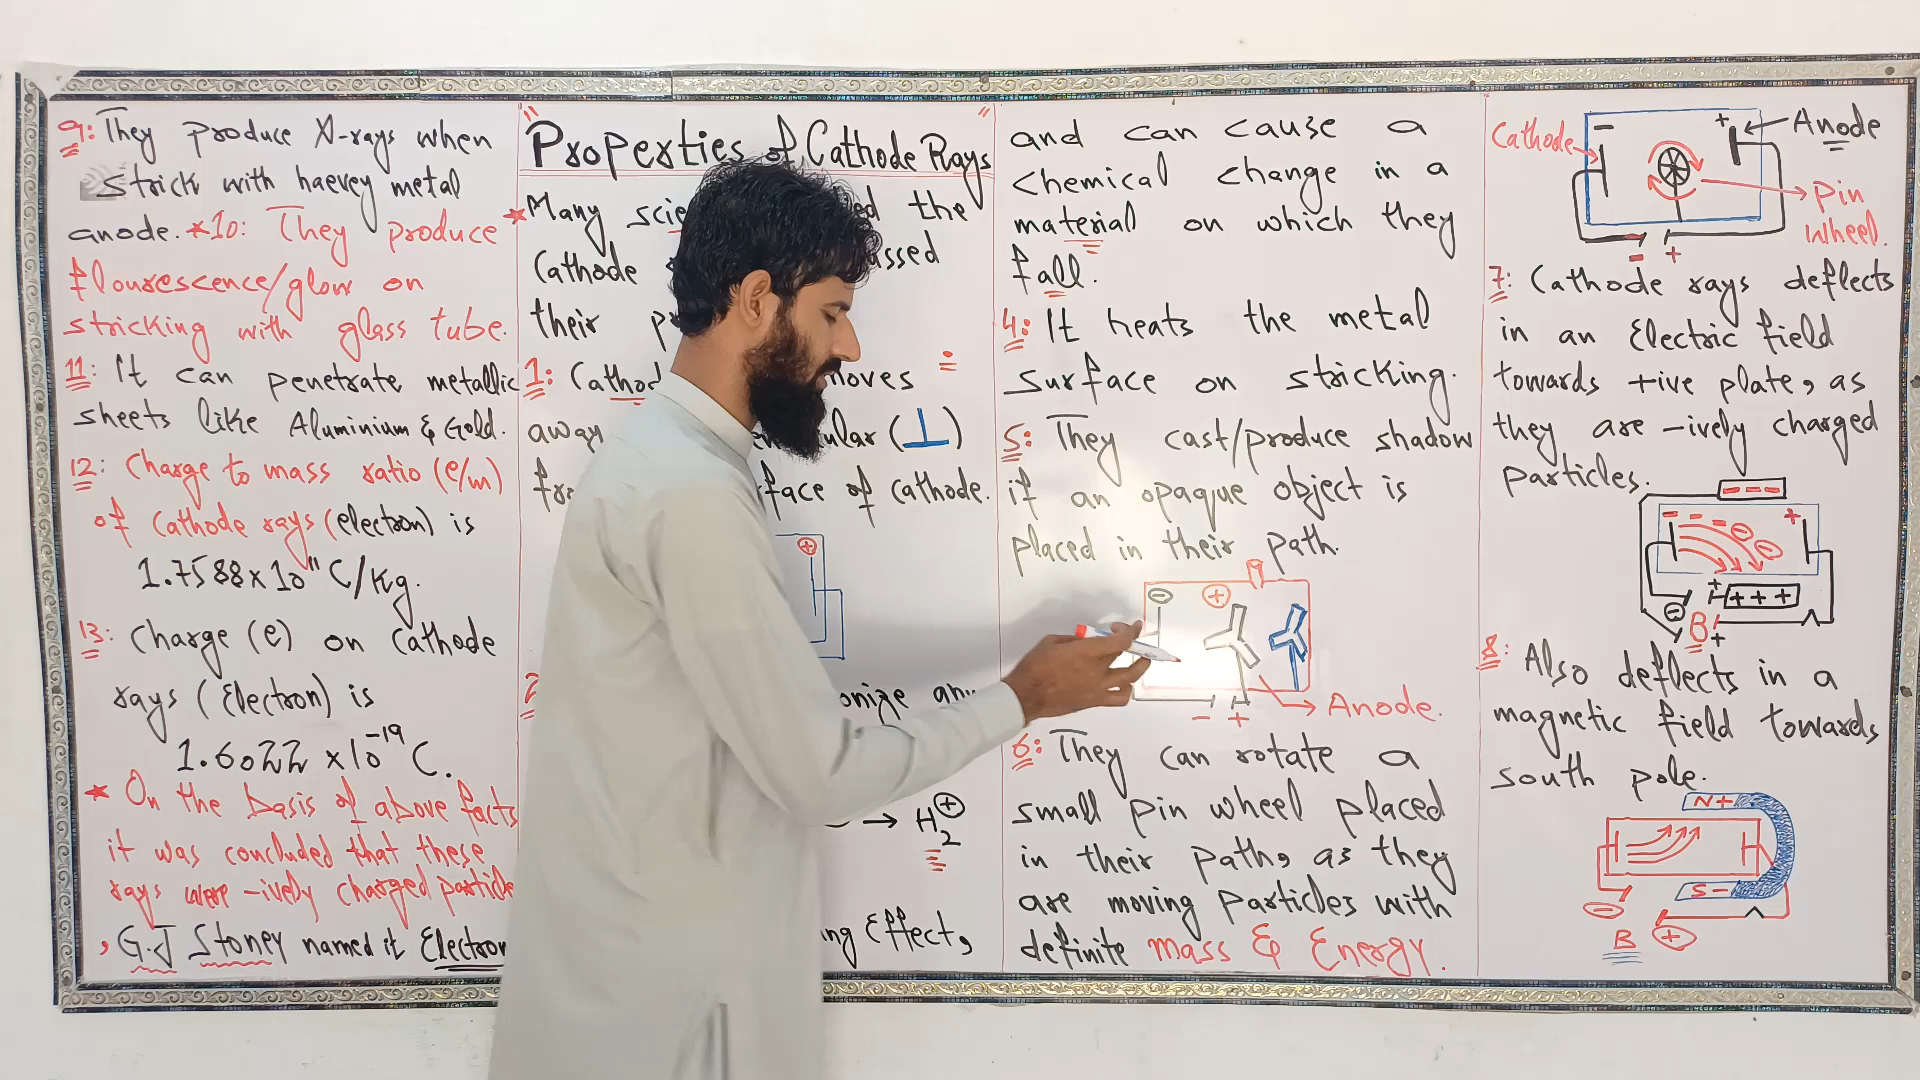 9: They produce X-rays when
strick with haevey metal
anode. *10: They produce
flourescence/glow on
stricking with glass tube.
11: It can penetrate metallic
sheets like Aluminium & Gold.
12: Charge to mass ratio (e/m)
of Cathode rays (electron) is
1.7588x10¹¹ C/Kg.
13: Charge (e) on Cathode
rays (Electron) is
1.6022 x10⁻¹⁹ C.
* On the basis of above facts
it was concluded that these
rays were -ively charged particle
, G.J Stoney named it Electron
"Properties of Cathode Rays"
* Many the
Cathode
their
1:
away (⊥)
face of Cathode.
+
2
→ H₂⊕
Effect,
and can cause a
chemical change in a
material on which they
fall.
4: It heats the metal
surface on stricking.
5: They cast/produce shadow
if an opaque object is
placed in their path.
- +
- +
Anode.
6: They can rotate a
small pin wheel placed
in their path, as they
are moving particles with
definite mass & Energy.
Cathode - + Anode
Pin
Wheel.
- +
7: Cathode rays deflects
in an Electric field
towards +ive plate, as
they are -ively charged
particles.
- - -
- - - - - +
+ + + +
- B +
8: Also deflects in a
magnetic field towards
south pole.
N+
S-
- B +